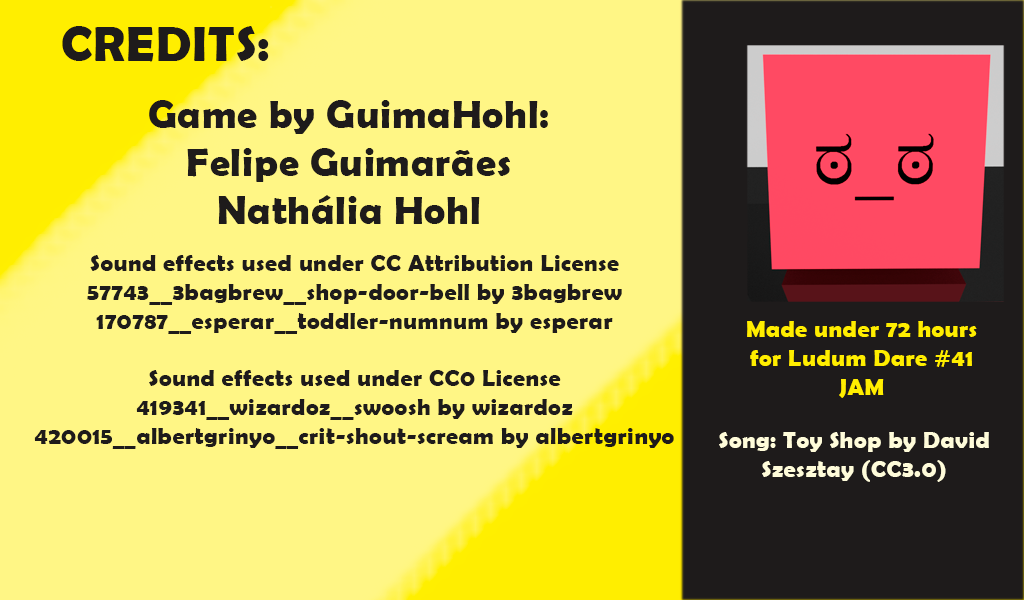 CREDITS:
Game by GuimaHohl:
Felipe Guimarães
Nathália Hohl
Sound effects used under CC Attribution License
57743__3bagbrew__shop-door-bell by 3bagbrew
170787__esperar__toddler-numnum by esperar
Sound effects used under CC0 License
419341__wizardoz__swoosh by wizardoz
420015__albertgrinyo__crit-shout-scream by albertgrinyo
ಠ_ಠ
Made under 72 hours
for Ludum Dare #41
JAM
Song: Toy Shop by David
Szesztay (CC3.0)